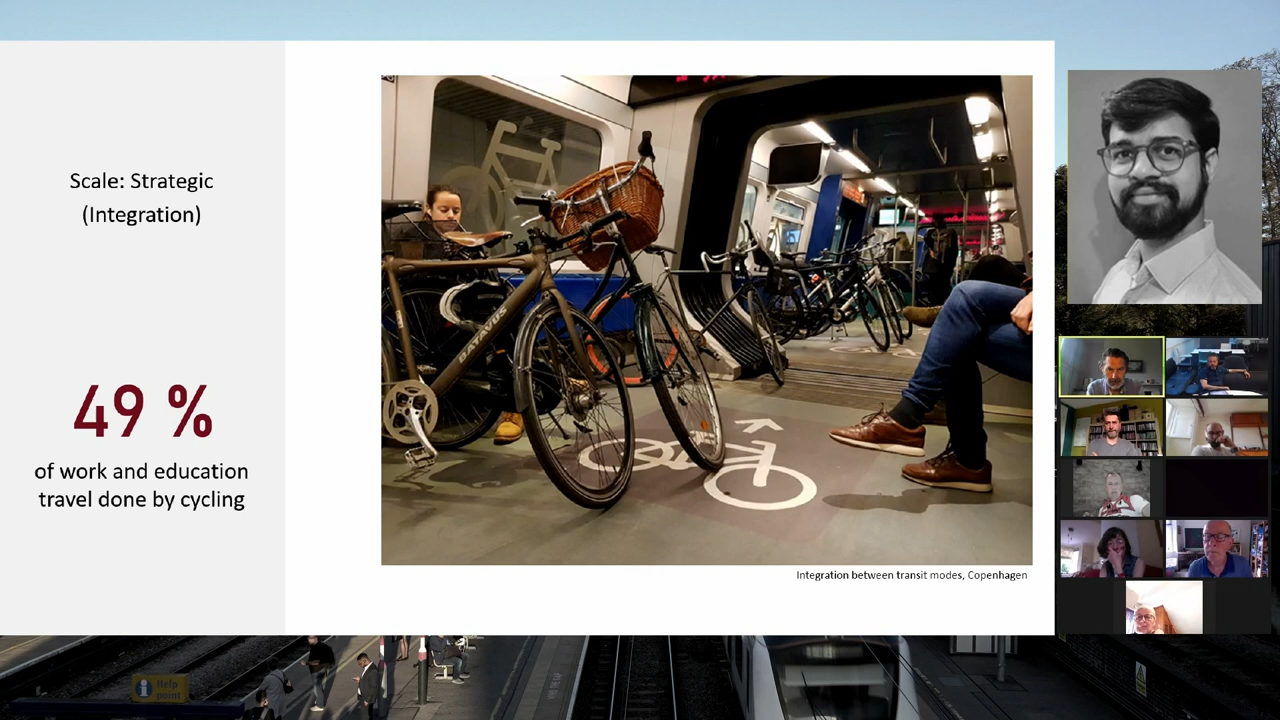 Scale: Strategic
(Integration)
49 %
of work and education
travel done by cycling
BATAVUS
Integration between transit modes, Copenhagen
i Help
point